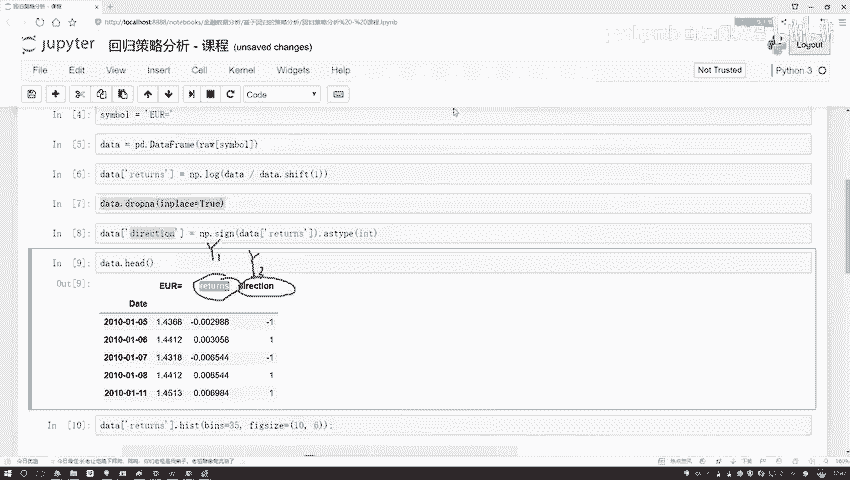 回归策略分析 - 课程
http://localhost:8888/notebooks/金融数据分析/基于回归的策略分析/回归策略分析%20-%20课程.ipynb
jupyter 回归策略分析 - 课程 (unsaved changes)
Logout
File Edit View Insert Cell Kernel Widgets Help
Not Trusted
Python 3
Code
In [4]: symbol = 'EUR='
In [5]: data = pd.DataFrame(raw[symbol])
In [6]: data['returns'] = np.log(data / data.shift(1))
In [7]: data.dropna(inplace=True)
In [8]: data['direction'] = np.sign(data['returns']).astype(int)
Y1 Y2
In [9]: data.head()
Out[9]:
EUR= returns direction
Date
2010-01-05 1.4368 -0.002988 -1
2010-01-06 1.4412 0.003058 1
2010-01-07 1.4318 -0.006544 -1
2010-01-08 1.4412 0.006544 1
2010-01-11 1.4513 0.006984 1
In [10]: data['returns'].hist(bins=35, figsize=(10, 6));